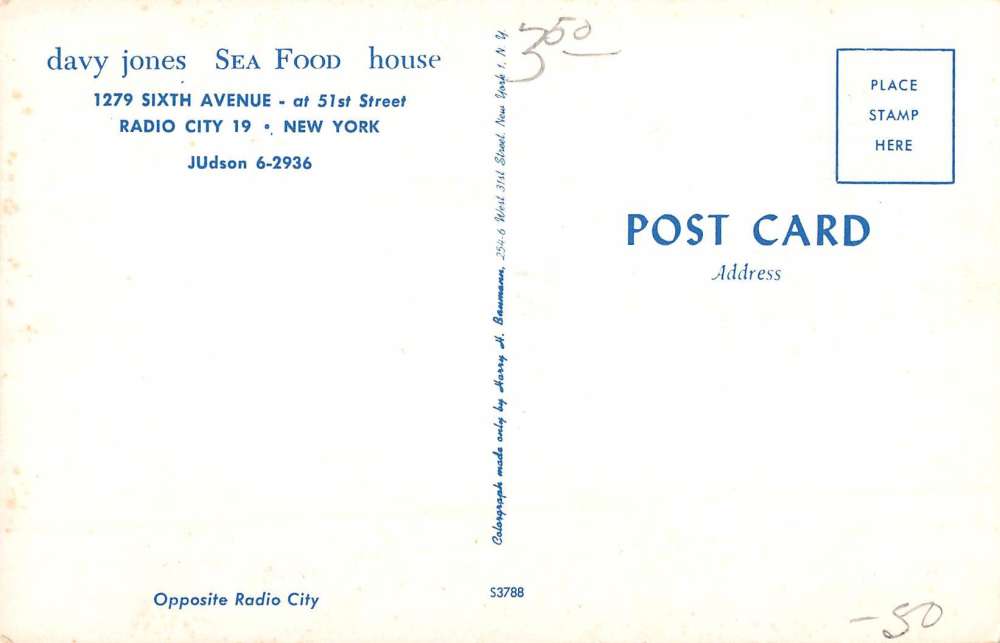 davy jones SEA FOOD house
1279 SIXTH AVENUE - at 51st Street
RADIO CITY 19 • NEW YORK
JUdson 6-2936
Opposite Radio City
Colorgraph made only by Harry H. Baumann, 254-6 West 31st Street, New York 1, N. Y.
S3788
350
PLACE
STAMP
HERE
POST CARD
Address
-50